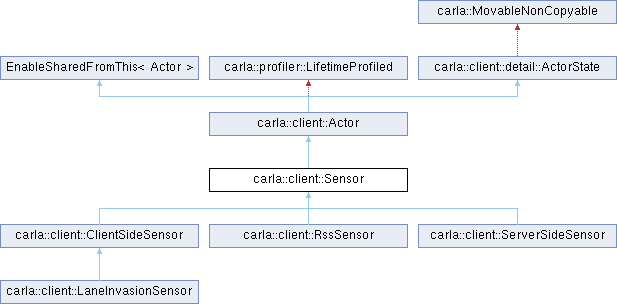 carla::MovableNonCopyable
EnableSharedFromThis< Actor >
carla::profiler::LifetimeProfiled
carla::client::detail::ActorState
carla::client::Actor
carla::client::Sensor
carla::client::ClientSideSensor
carla::client::RssSensor
carla::client::ServerSideSensor
carla::client::LaneInvasionSensor